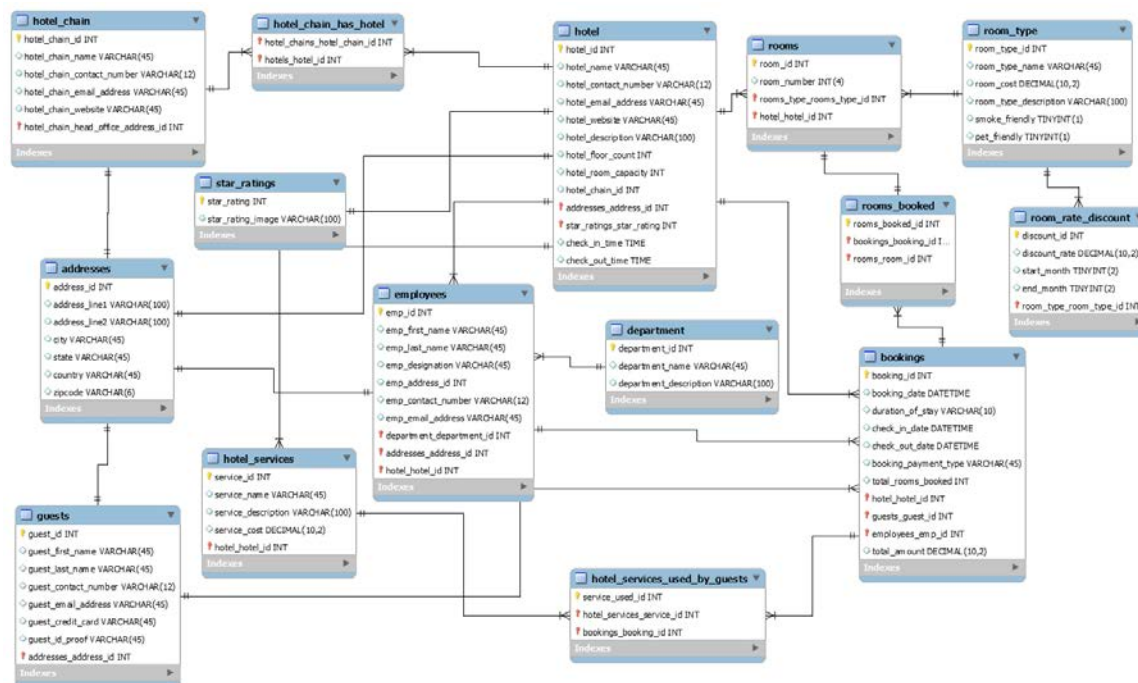 hotel_chain
hotel_chain_id INT
hotel_chain_name VARCHAR(45)
hotel_chain_contact_number VARCHAR(12)
hotel_chain_email_address VARCHAR(45)
hotel_chain_website VARCHAR(45)
hotel_chain_head_office_address_id INT
Indexes
hotel_chain_has_hotel
hotel_chains_hotel_chain_id INT
hotels_hotel_id INT
Indexes
hotel
hotel_id INT
hotel_name VARCHAR(45)
hotel_contact_number VARCHAR(12)
hotel_email_address VARCHAR(45)
hotel_website VARCHAR(45)
hotel_description VARCHAR(100)
hotel_floor_count INT
hotel_room_capacity INT
hotel_chain_id INT
addresses_address_id INT
star_ratings_star_rating INT
check_in_time TIME
check_out_time TIME
Indexes
rooms
room_id INT
room_number INT(4)
rooms_type_rooms_type_id INT
hotel_hotel_id INT
Indexes
room_type
room_type_id INT
room_type_name VARCHAR(45)
room_cost DECIMAL(10,2)
room_type_description VARCHAR(100)
smoke_friendly TINYINT(1)
pet_friendly TINYINT(1)
Indexes
star_ratings
star_rating INT
star_rating_image VARCHAR(100)
Indexes
rooms_booked
rooms_booked_id INT
bookings_booking_id I...
rooms_room_id INT
Indexes
room_rate_discount
discount_id INT
discount_rate DECIMAL(10,2)
start_month TINYINT(2)
end_month TINYINT(2)
room_type_room_type_id INT
Indexes
addresses
address_id INT
address_line1 VARCHAR(100)
address_line2 VARCHAR(100)
city VARCHAR(45)
state VARCHAR(45)
country VARCHAR(45)
zipcode VARCHAR(6)
Indexes
employees
emp_id INT
emp_first_name VARCHAR(45)
emp_last_name VARCHAR(45)
emp_designation VARCHAR(45)
emp_address_id INT
emp_contact_number VARCHAR(12)
emp_email_address VARCHAR(45)
department_department_id INT
addresses_address_id INT
hotel_hotel_id INT
Indexes
department
department_id INT
department_name VARCHAR(45)
department_description VARCHAR(100)
Indexes
bookings
booking_id INT
booking_date DATETIME
duration_of_stay VARCHAR(10)
check_in_date DATETIME
check_out_date DATETIME
booking_payment_type VARCHAR(45)
total_rooms_booked INT
hotel_hotel_id INT
guests_guest_id INT
employees_emp_id INT
total_amount DECIMAL(10,2)
Indexes
hotel_services
service_id INT
service_name VARCHAR(45)
service_description VARCHAR(100)
service_cost DECIMAL(10,2)
hotel_hotel_id INT
Indexes
guests
guest_id INT
guest_first_name VARCHAR(45)
guest_last_name VARCHAR(45)
guest_contact_number VARCHAR(12)
guest_email_address VARCHAR(45)
guest_credit_card VARCHAR(45)
guest_id_proof VARCHAR(45)
addresses_address_id INT
Indexes
hotel_services_used_by_guests
service_used_id INT
hotel_services_service_id INT
bookings_booking_id INT
Indexes